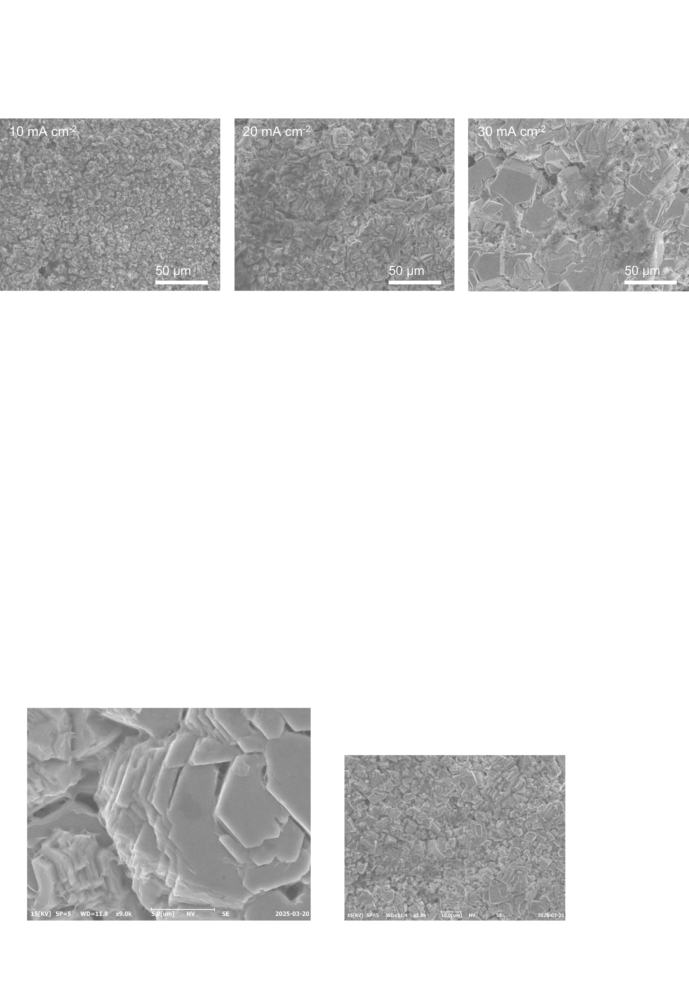 10 mA cm-2
20 mA cm-2
30 mA cm-2
50 µm
50 µm
50 µm
15[KV] SP=5 WD=11.8 x9.0k 5.0[um] HV SE 2025-03-20
15[KV] SP=5 WD=11.4 x1.8k 10.0[um] HV SE 2025-03-20